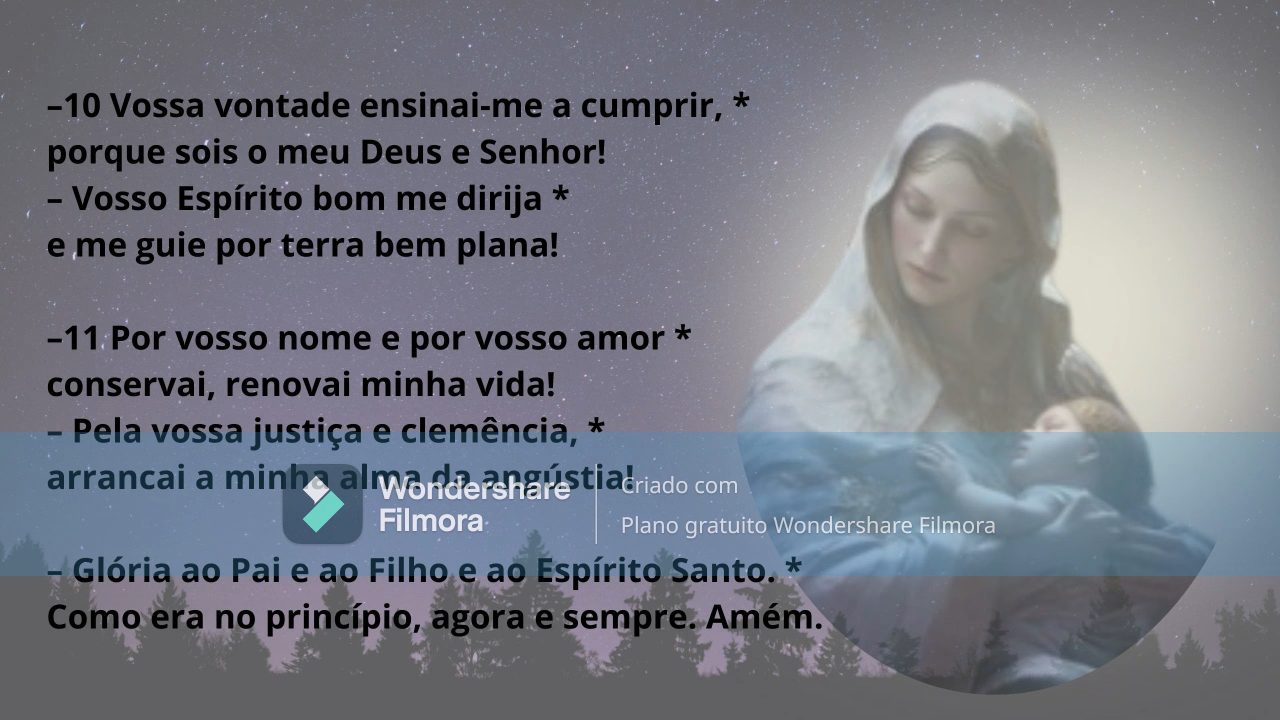 –10 Vossa vontade ensinai-me a cumprir, *
porque sois o meu Deus e Senhor!
– Vosso Espírito bom me dirija *
e me guie por terra bem plana!
–11 Por vosso nome e por vosso amor *
conservai, renovai minha vida!
– Pela vossa justiça e clemência, *
arrancai a minha alma da angústia!
Wondershare
Filmora
Criado com
Plano gratuito Wondershare Filmora
– Glória ao Pai e ao Filho e ao Espírito Santo. *
Como era no princípio, agora e sempre. Amém.